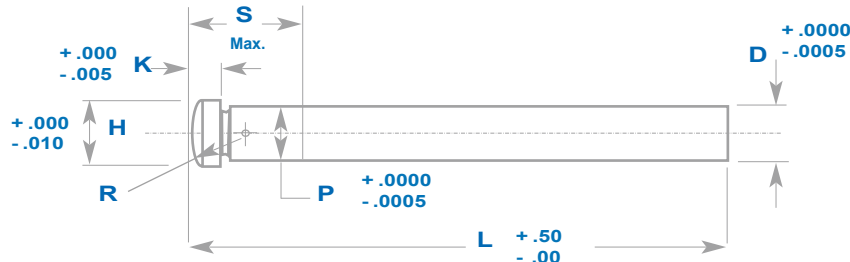 S
Max.
+ .000
- .005
K
+ .0000
- .0005
D
+ .000
- .010
H
R
P
+ .0000
- .0005
L
+ .50
- .00